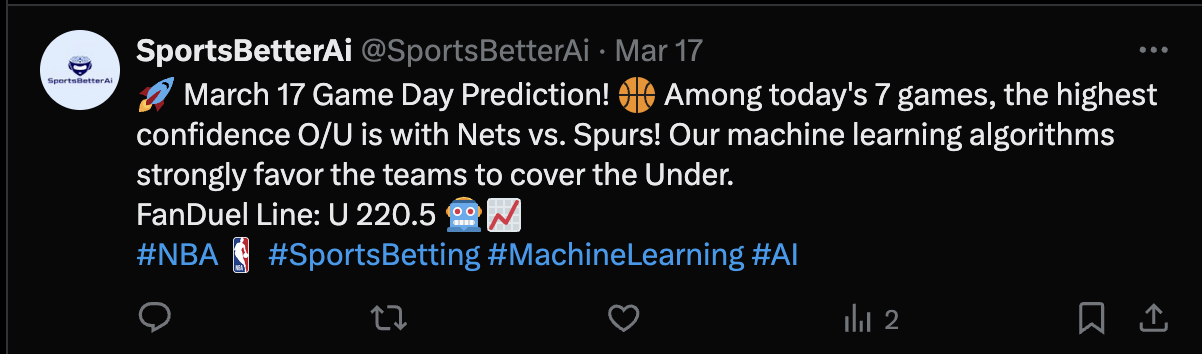 SportsBetterAi @SportsBetterAi · Mar 17
SportsBetterAi
🚀 March 17 Game Day Prediction! 🏀 Among today's 7 games, the highest
confidence O/U is with Nets vs. Spurs! Our machine learning algorithms
strongly favor the teams to cover the Under.
FanDuel Line: U 220.5 🤖📈
#NBA #SportsBetting #MachineLearning #AI
2